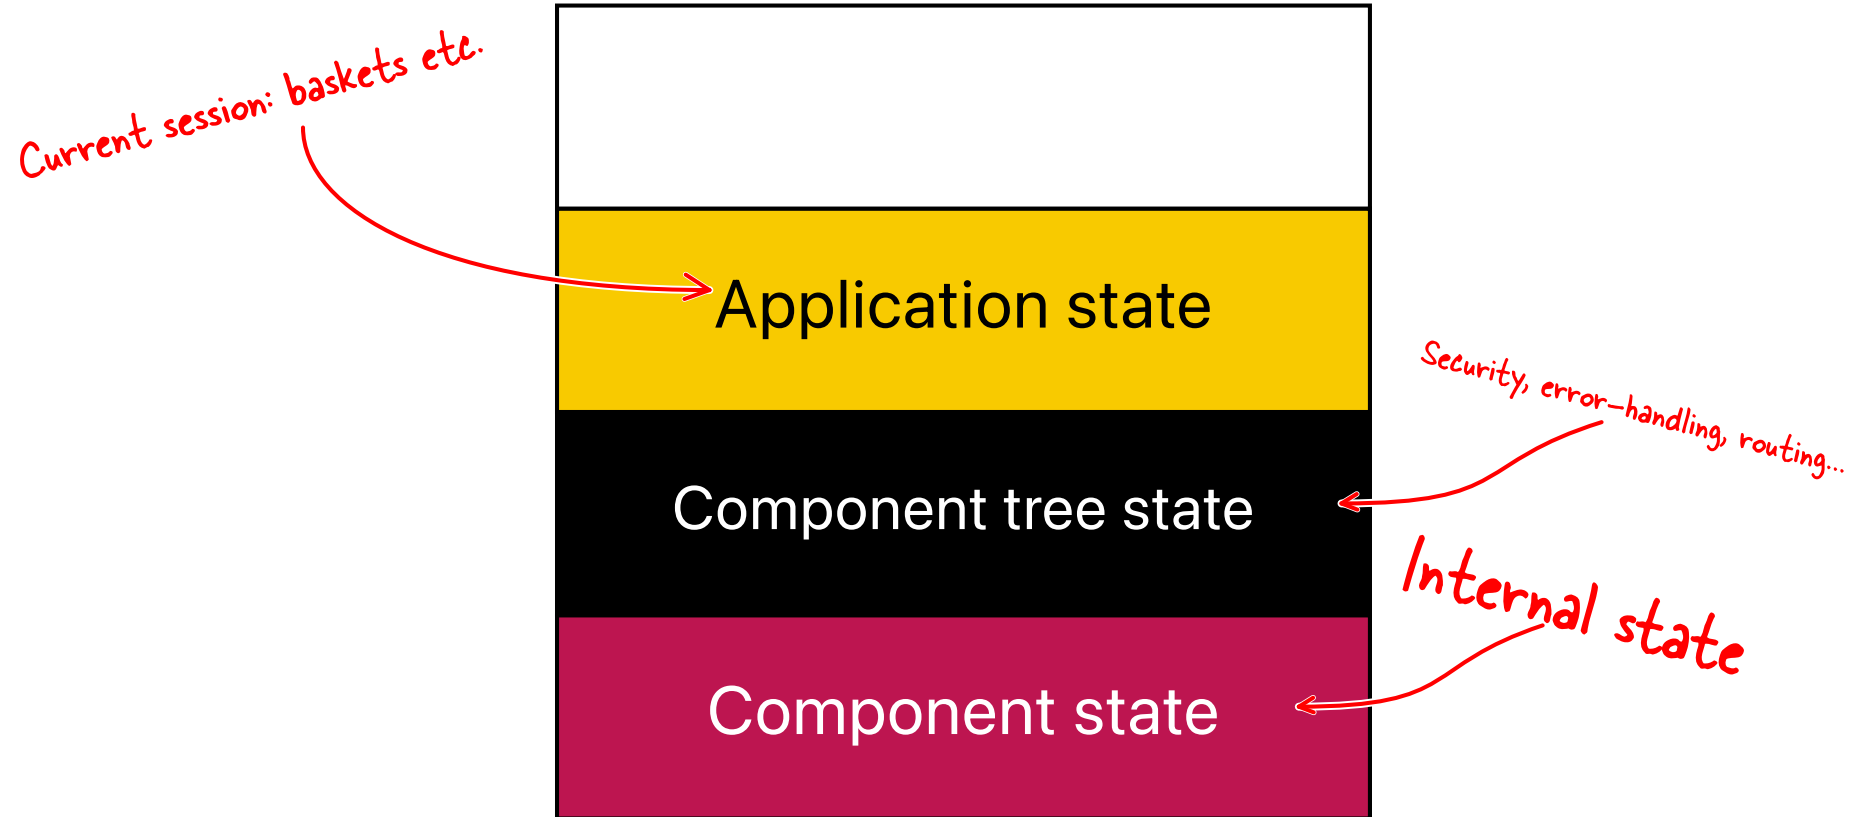 Current session: baskets etc.
Application state
Security, error-handling, routing...
Component tree state
Internal state
Component state